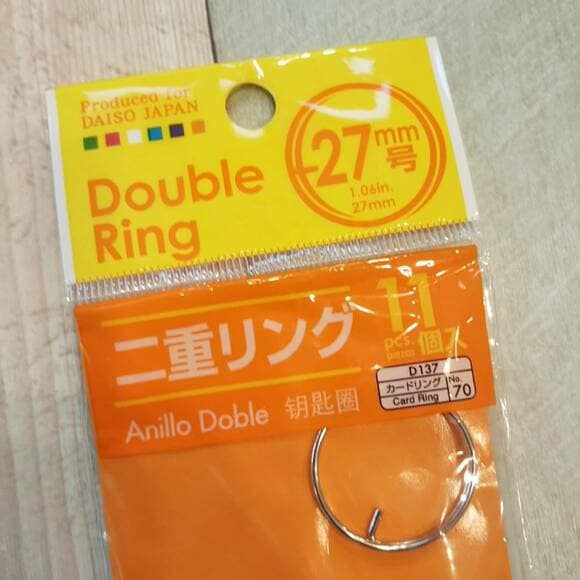 Produced for
DAISO JAPAN
Double
Ring
27mm
号
1.06in.
27mm
二重リング
Anillo Doble 钥匙圈
11
pcs. 個入
piezas
D137
カードリング
Card Ring
No.
70